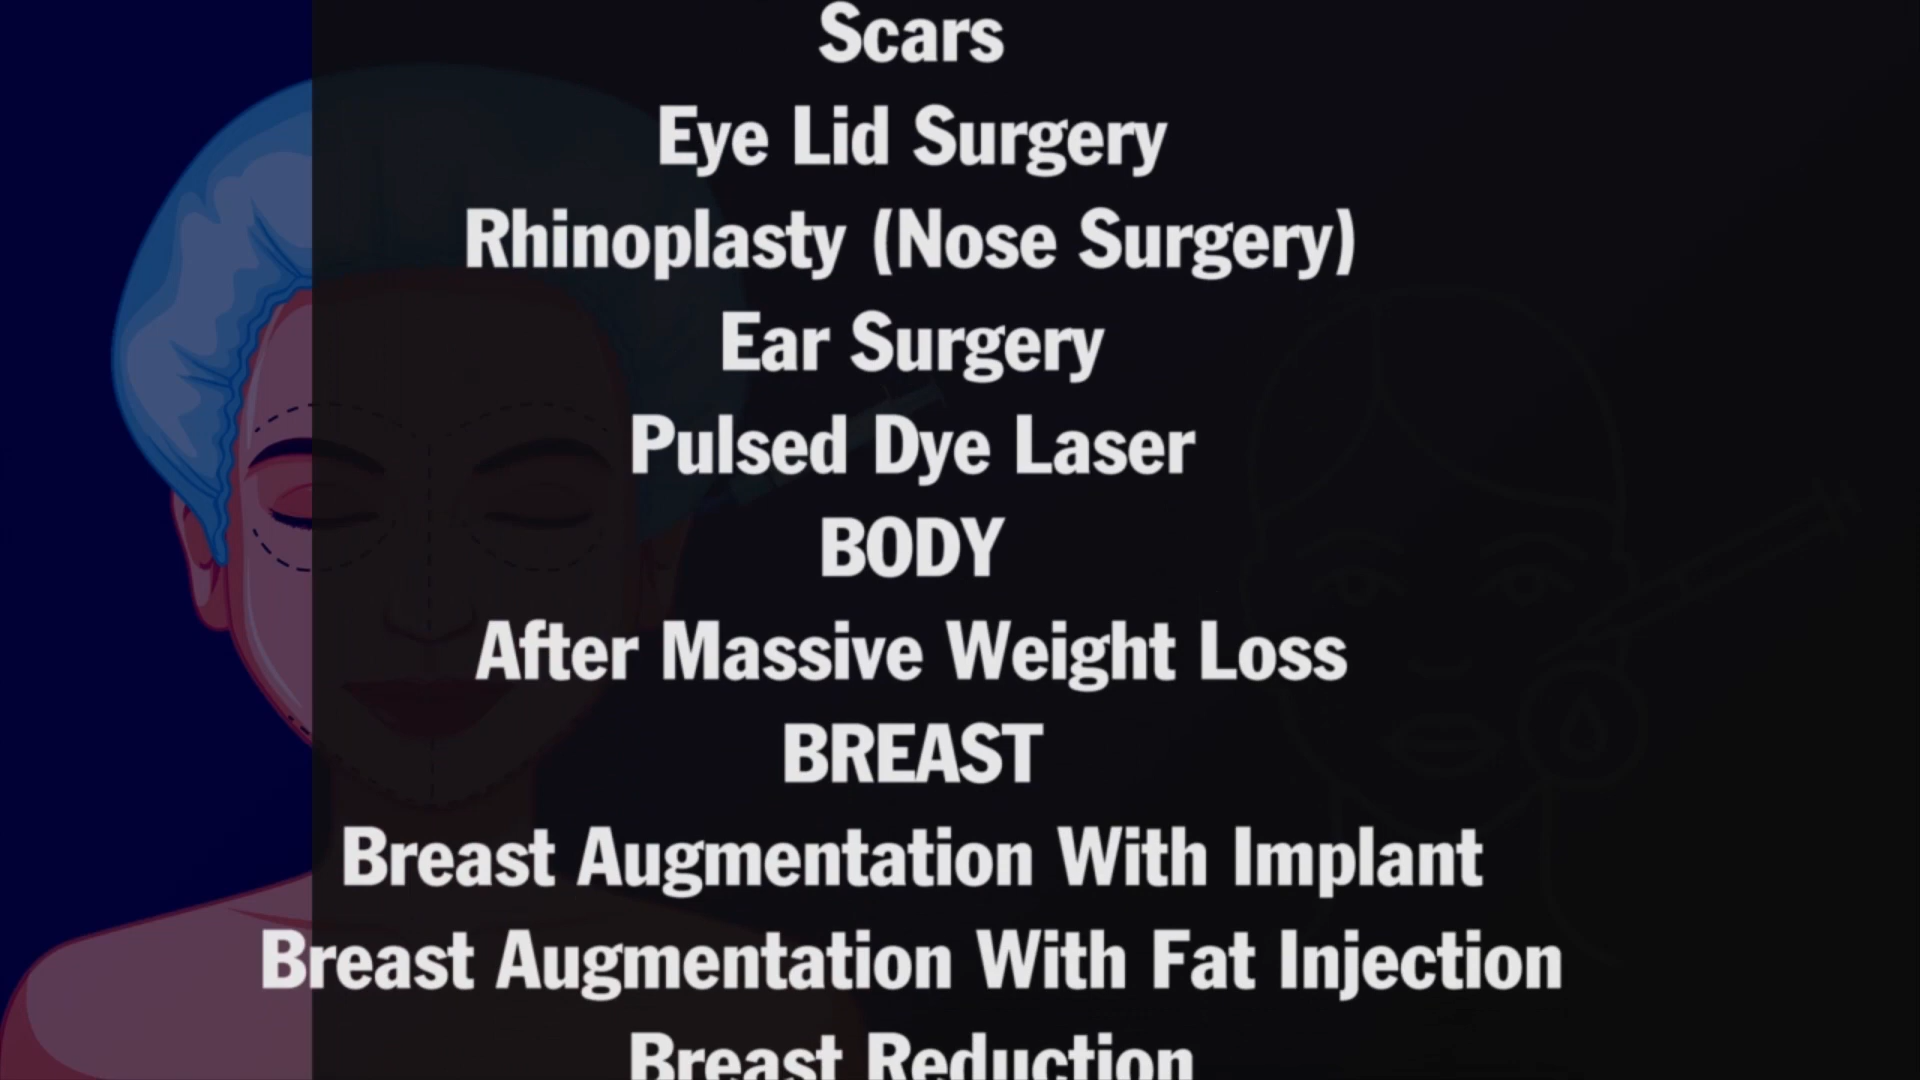 Scars
Eye Lid Surgery
Rhinoplasty (Nose Surgery)
Ear Surgery
Pulsed Dye Laser
BODY
After Massive Weight Loss
BREAST
Breast Augmentation With Implant
Breast Augmentation With Fat Injection
Breast Reduction